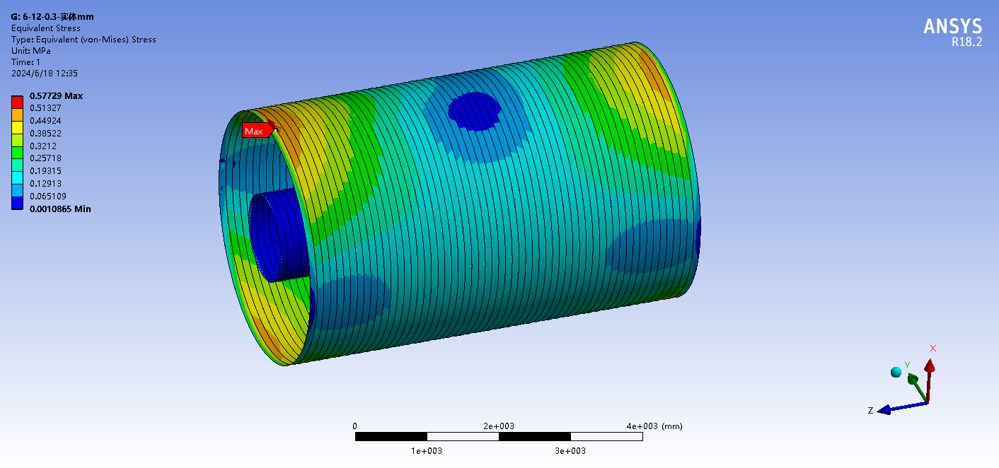 G: 6-12-0.3-实体mm
Equivalent Stress
Type: Equivalent (von-Mises) Stress
Unit: MPa
Time: 1
2024/6/18 12:35
ANSYS
R18.2
0.57729 Max
0.51327
0.44924
0.38522
0.3212
0.25718
0.19315
0.12913
0.065109
0.0010865 Min
Max
X
Y
Z
0
2e+003
4e+003 (mm)
1e+003
3e+003